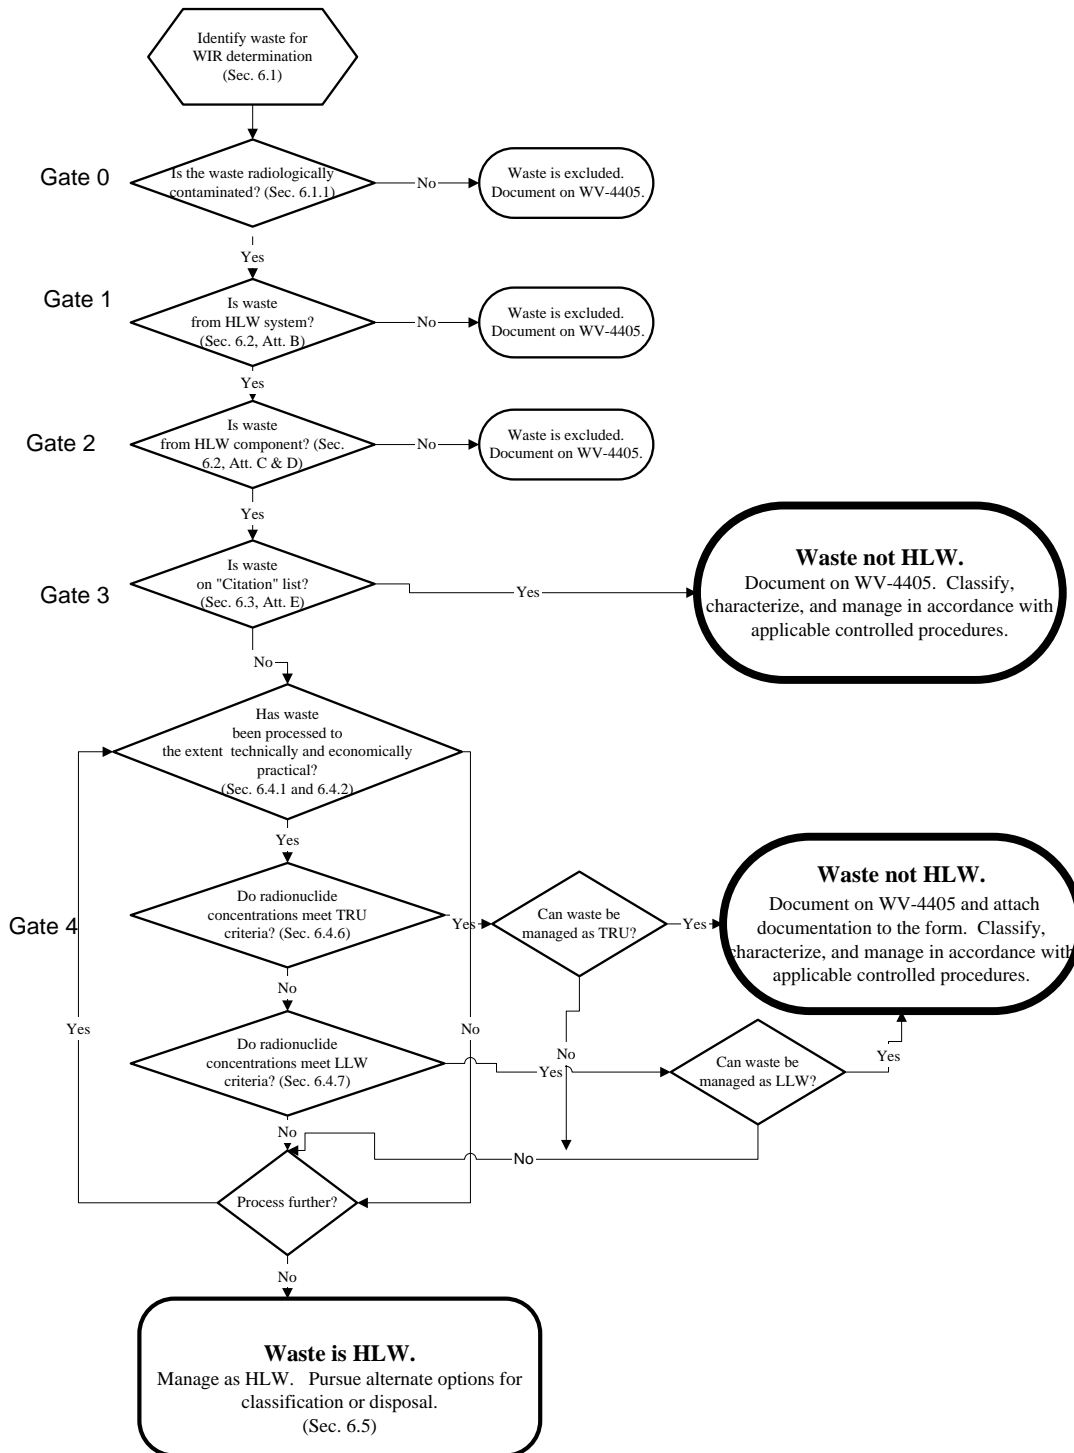 Identify waste for
WIR determination
(Sec. 6.1)
Gate 0
Is the waste radiologically
contaminated? (Sec. 6.1.1)
No
Waste is excluded.
Document on WV-4405.
Yes
Gate 1
Is waste
from HLW system?
(Sec. 6.2, Att. B)
No
Waste is excluded.
Document on WV-4405.
Yes
Gate 2
Is waste
from HLW component? (Sec.
6.2, Att. C & D)
No
Waste is excluded.
Document on WV-4405.
Yes
Gate 3
Is waste
on "Citation" list?
(Sec. 6.3, Att. E)
Yes
Waste not HLW.
Document on WV-4405. Classify,
characterize, and manage in accordance with
applicable controlled procedures.
No
Has waste
been processed to
the extent technically and economically
practical?
(Sec. 6.4.1 and 6.4.2)
Yes
Gate 4
Do radionuclide
concentrations meet TRU
criteria? (Sec. 6.4.6)
Yes
Can waste be
managed as TRU?
Yes
Waste not HLW.
Document on WV-4405 and attach
documentation to the form. Classify,
characterize, and manage in accordance with
applicable controlled procedures.
No
Yes
No
Do radionuclide
concentrations meet LLW
criteria? (Sec. 6.4.7)
Yes
No
Can waste be
managed as LLW?
Yes
No
No
Process further?
No
Waste is HLW.
Manage as HLW. Pursue alternate options for
classification or disposal.
(Sec. 6.5)